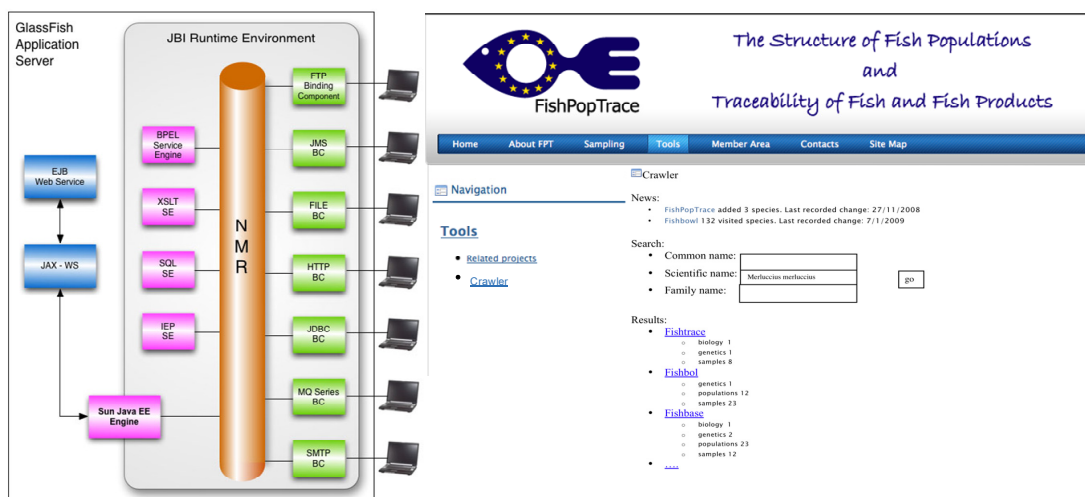 GlassFish
Application
Server
JBI Runtime Environment
FTP
Binding
Component
BPEL
Service
Engine
JMS
BC
EJB
Web Service
XSLT
SE
FILE
BC
N
M
R
JAX - WS
SQL
SE
HTTP
BC
IEP
SE
JDBC
BC
MQ Series
BC
Sun Java EE
Engine
SMTP
BC
FishPopTrace
The Structure of Fish Populations
and
Traceability of Fish and Fish Products
Home About FPT Sampling Tools Member Area Contacts Site Map
Navigation
Tools
• Related projects
• Crawler
Crawler
News:
• FishPopTrace added 3 species. Last recorded change: 27/11/2008
• Fishbowl 132 visited species. Last recorded change: 7/1/2009
Search:
• Common name:
• Scientific name: Merluccius merluccius go
• Family name:
Results:
• Fishtrace
o biology 1
o genetics 1
o samples 8
• Fishbol
o genetics 1
o populations 12
o samples 23
• Fishbase
o biology 1
o genetics 2
o populations 23
o samples 12
• ....